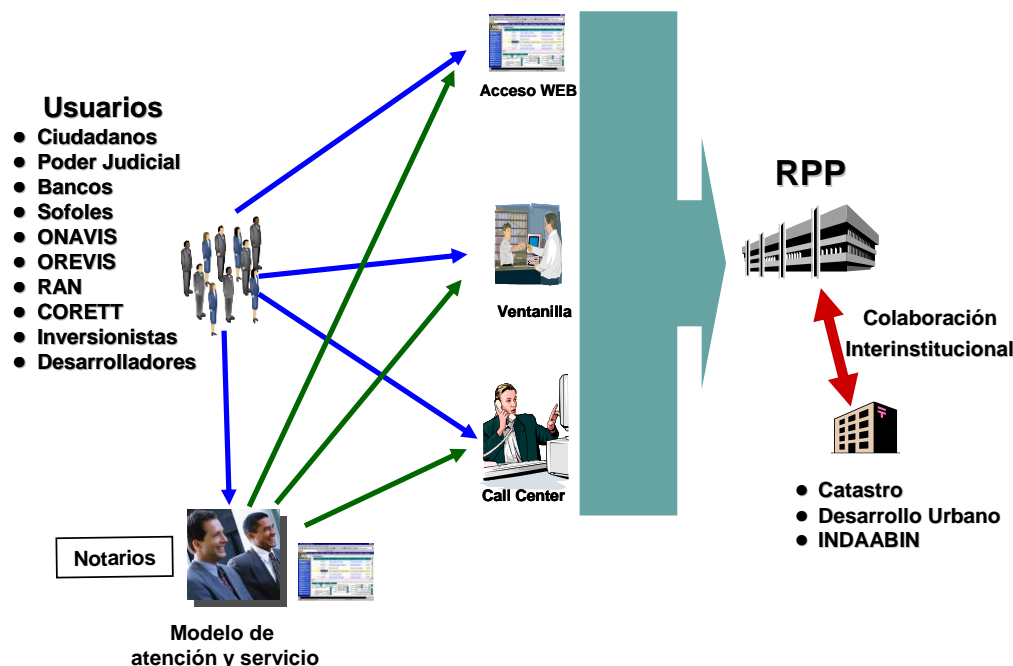 Usuarios
Ciudadanos
Poder Judicial
Bancos
Sofoles
ONAVIS
OREVIS
RAN
CORETT
Inversionistas
Desarrolladores
Acceso WEB
Ventanilla
Call Center
RPP
Colaboración
Interinstitucional
Catastro
Desarrollo Urbano
INDAABIN
Notarios
Modelo de
atención y servicio